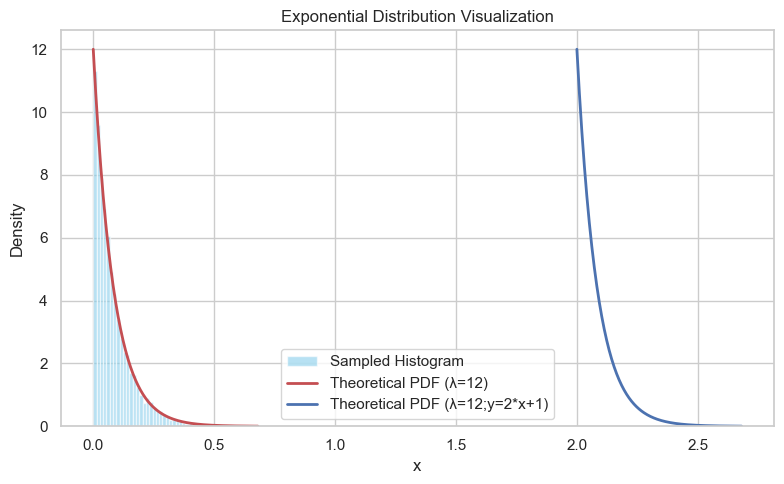 Exponential Distribution Visualization
12
10
8
6
4
2
0
Density
Sampled Histogram
Theoretical PDF (λ=12)
Theoretical PDF (λ=12;y=2*x+1)
0.0 0.5 1.0 1.5 2.0 2.5
x